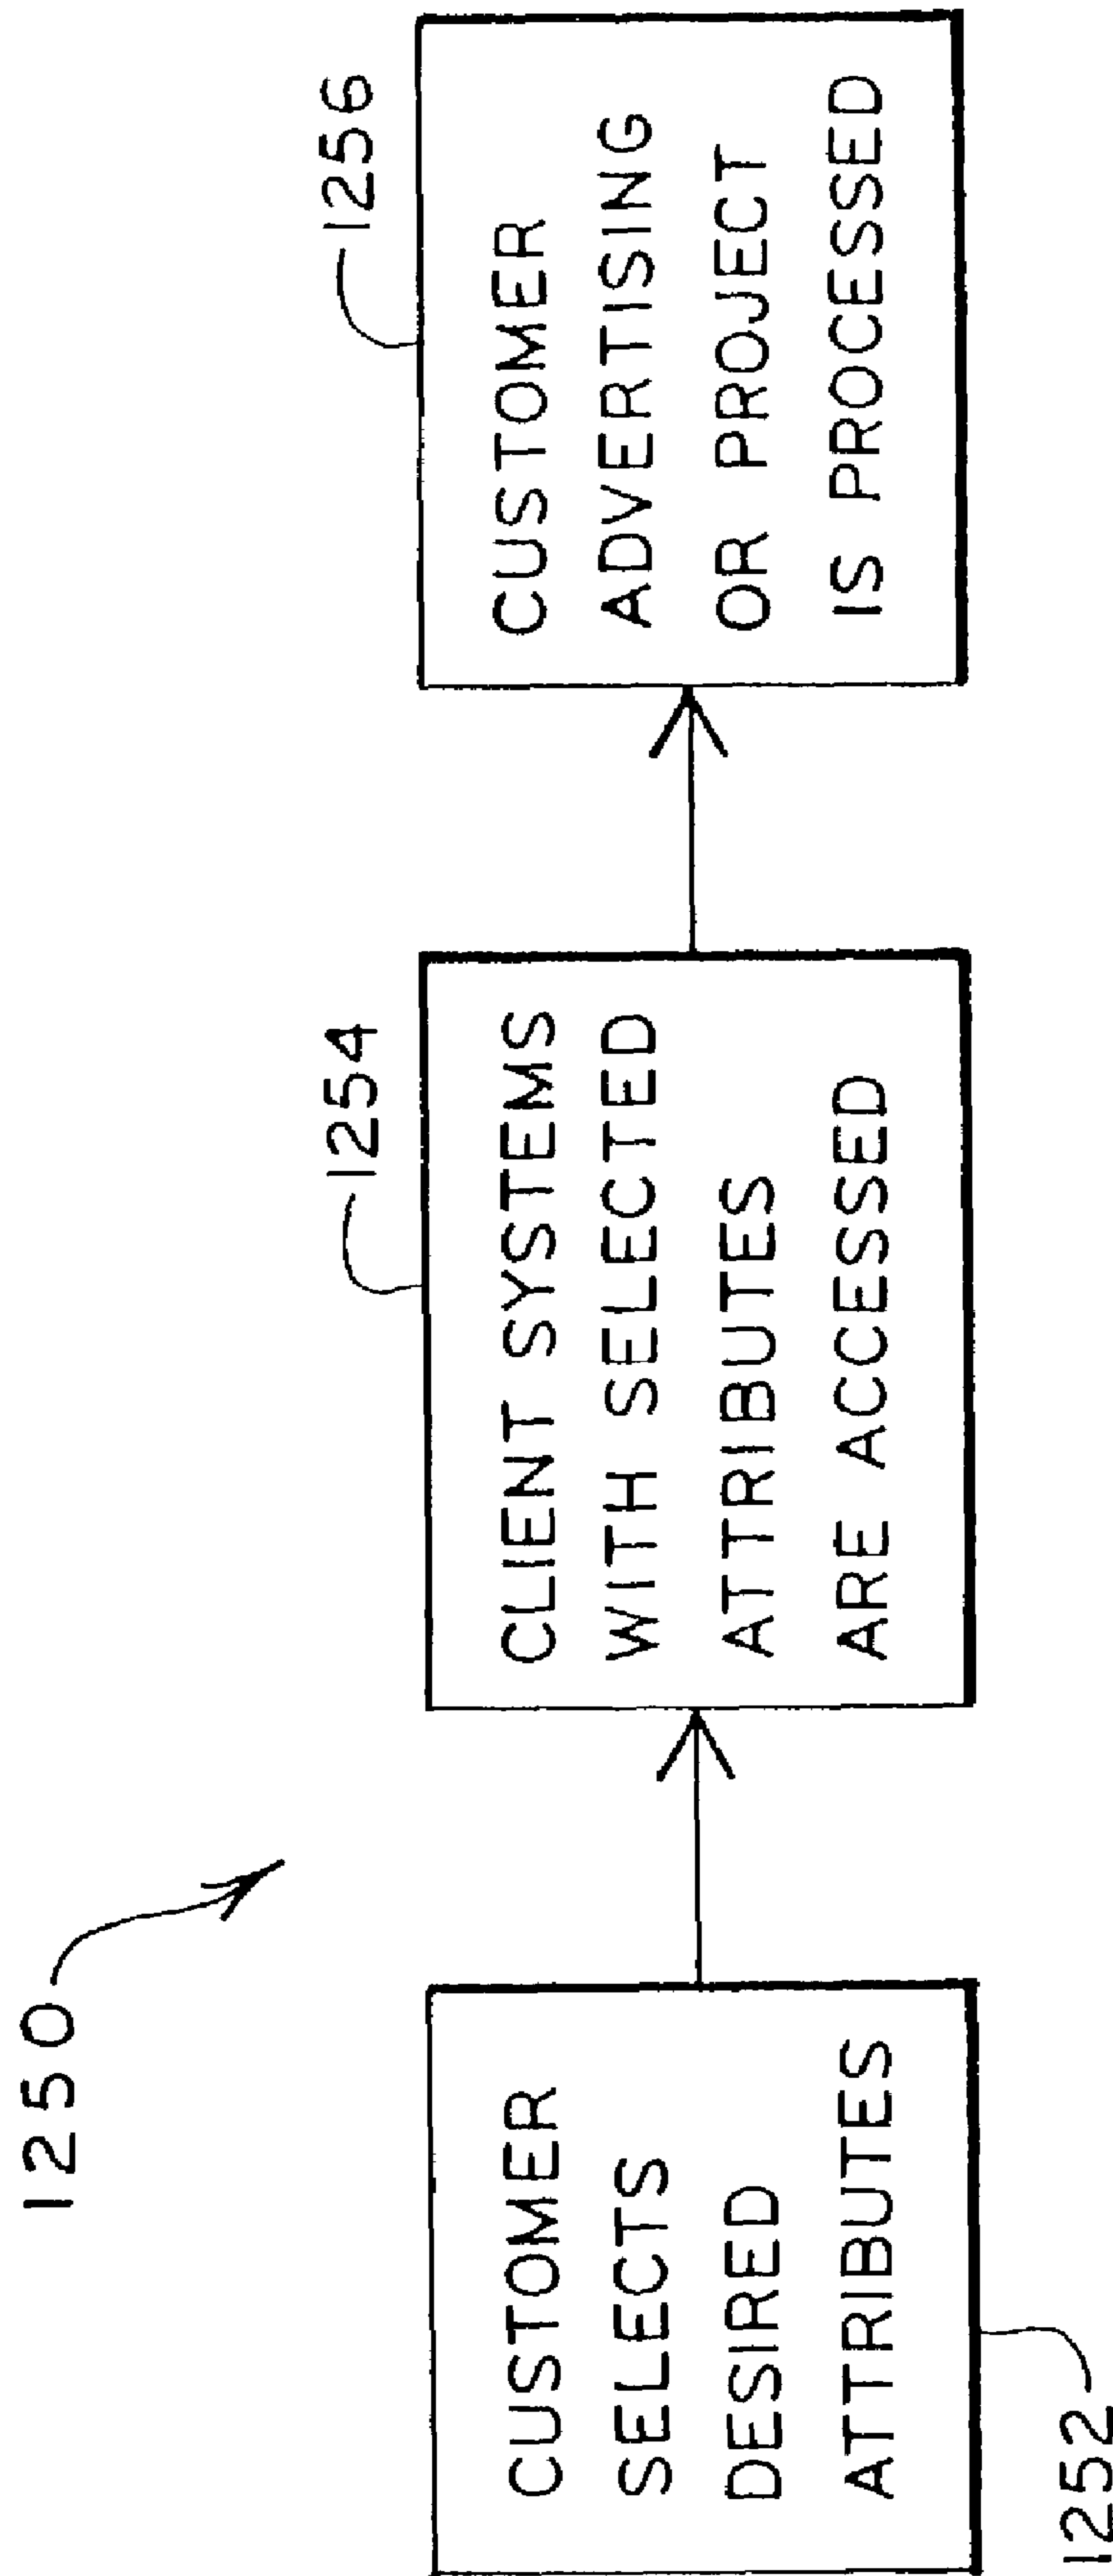 1250
CUSTOMER
SELECTS
DESIRED
ATTRIBUTES
1252
1254
CLIENT SYSTEMS
WITH SELECTED
ATTRIBUTES
ARE ACCESSED
1256
CUSTOMER
ADVERTISING
OR PROJECT
IS PROCESSED